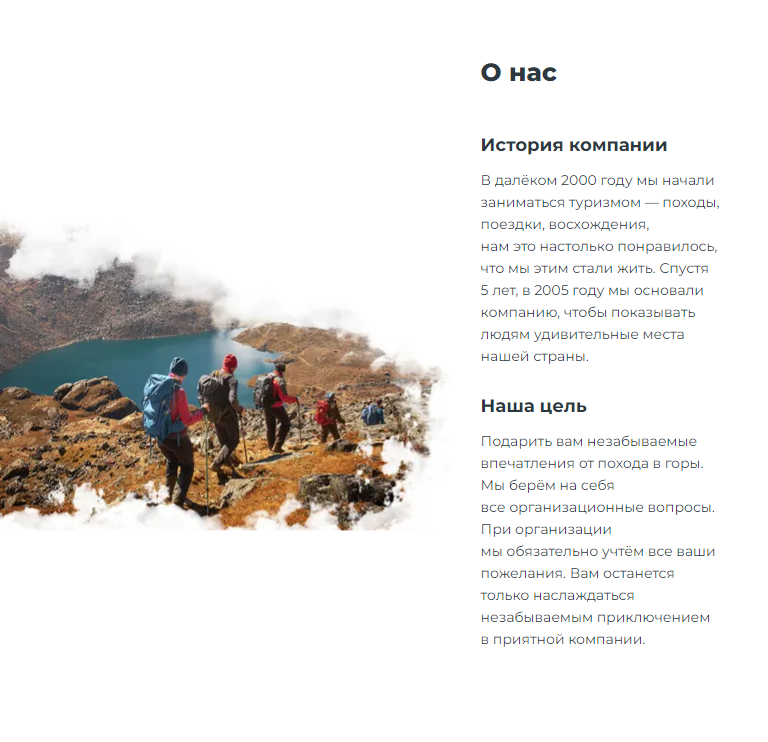 О нас
История компании
В далёком 2000 году мы начали
заниматься туризмом — походы,
поездки, восхождения,
нам это настолько понравилось,
что мы этим стали жить. Спустя
5 лет, в 2005 году мы основали
компанию, чтобы показывать
людям удивительные места
нашей страны.
Наша цель
Подарить вам незабываемые
впечатления от похода в горы.
Мы берём на себя
все организационные вопросы.
При организации
мы обязательно учтём все ваши
пожелания. Вам останется
только наслаждаться
незабываемым приключением
в приятной компании.